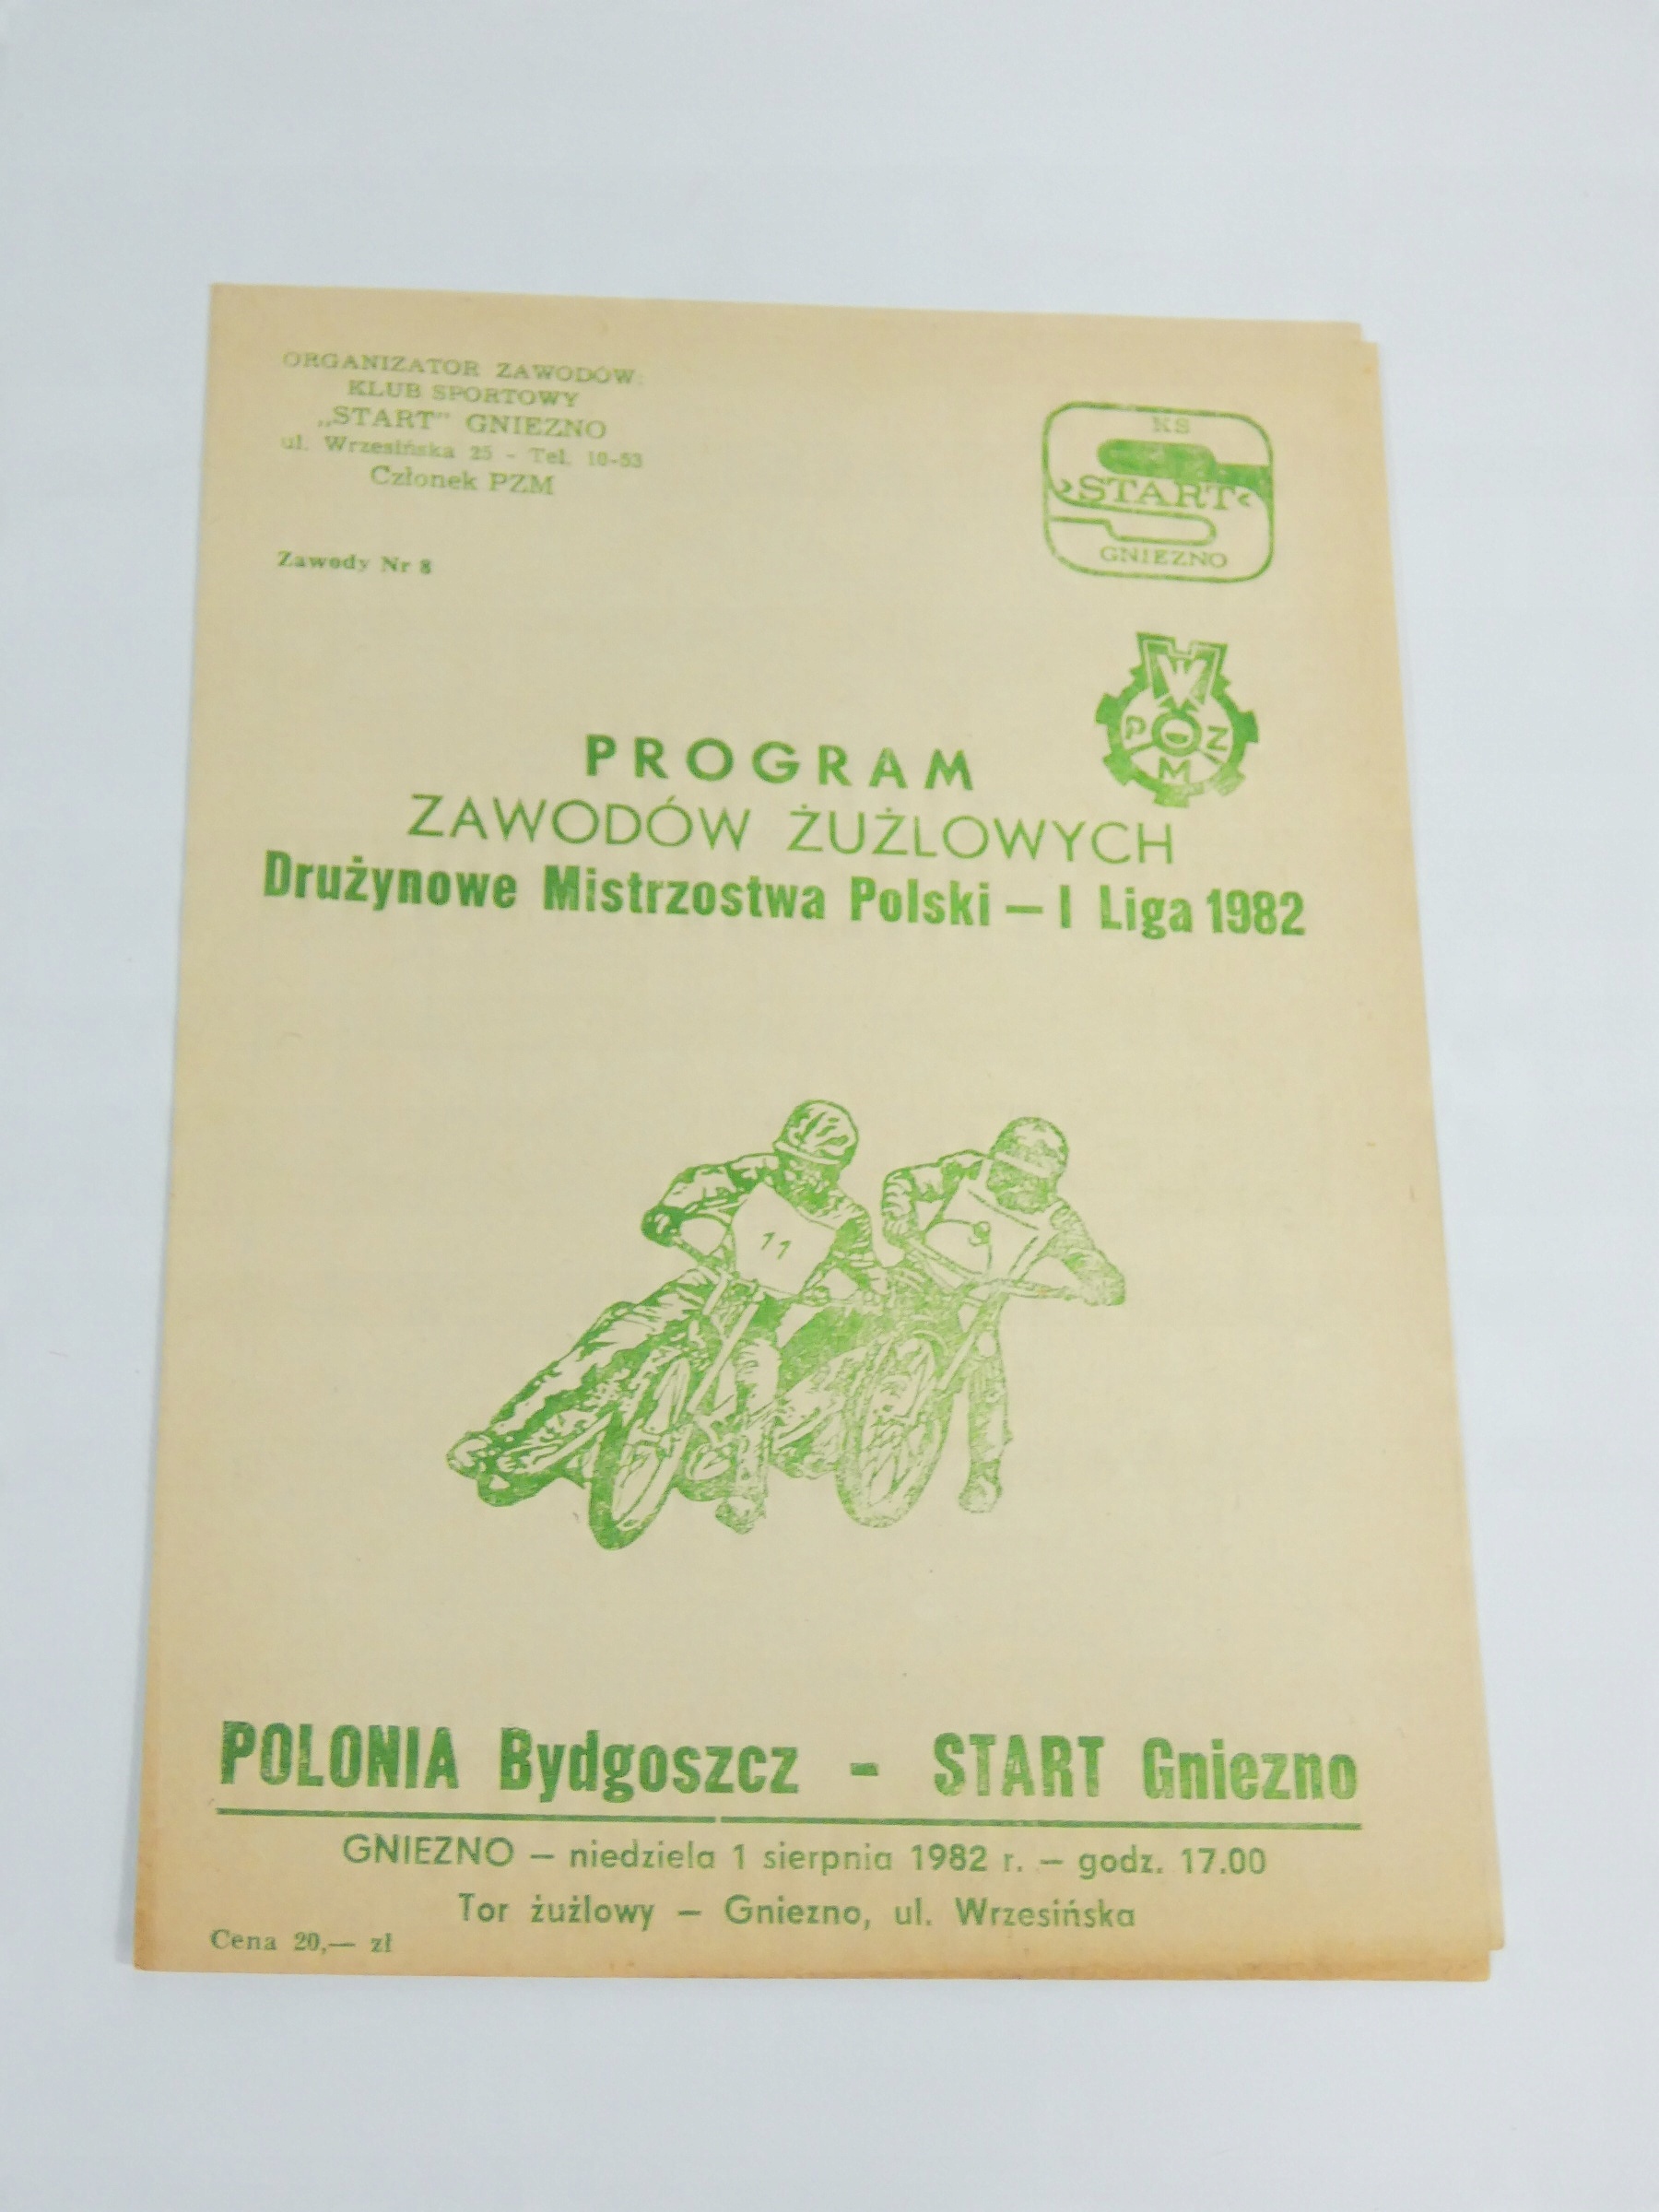 ORGANIZATOR ZAWODÓW:
KLUB SPORTOWY
„START" GNIEZNO
ul. Wrzesińska 25 - Tel. 10-53
Członek PZM
Zawody Nr 8
KS
›START‹
GNIEZNO
W
P O Z
M
PROGRAM
ZAWODÓW ŻUŻLOWYCH
Drużynowe Mistrzostwa Polski — I Liga 1982
11
9
POLONIA Bydgoszcz - START Gniezno
GNIEZNO — niedziela 1 sierpnia 1982 r. — godz. 17.00
Tor żużlowy — Gniezno, ul. Wrzesińska
Cena 20,— zł